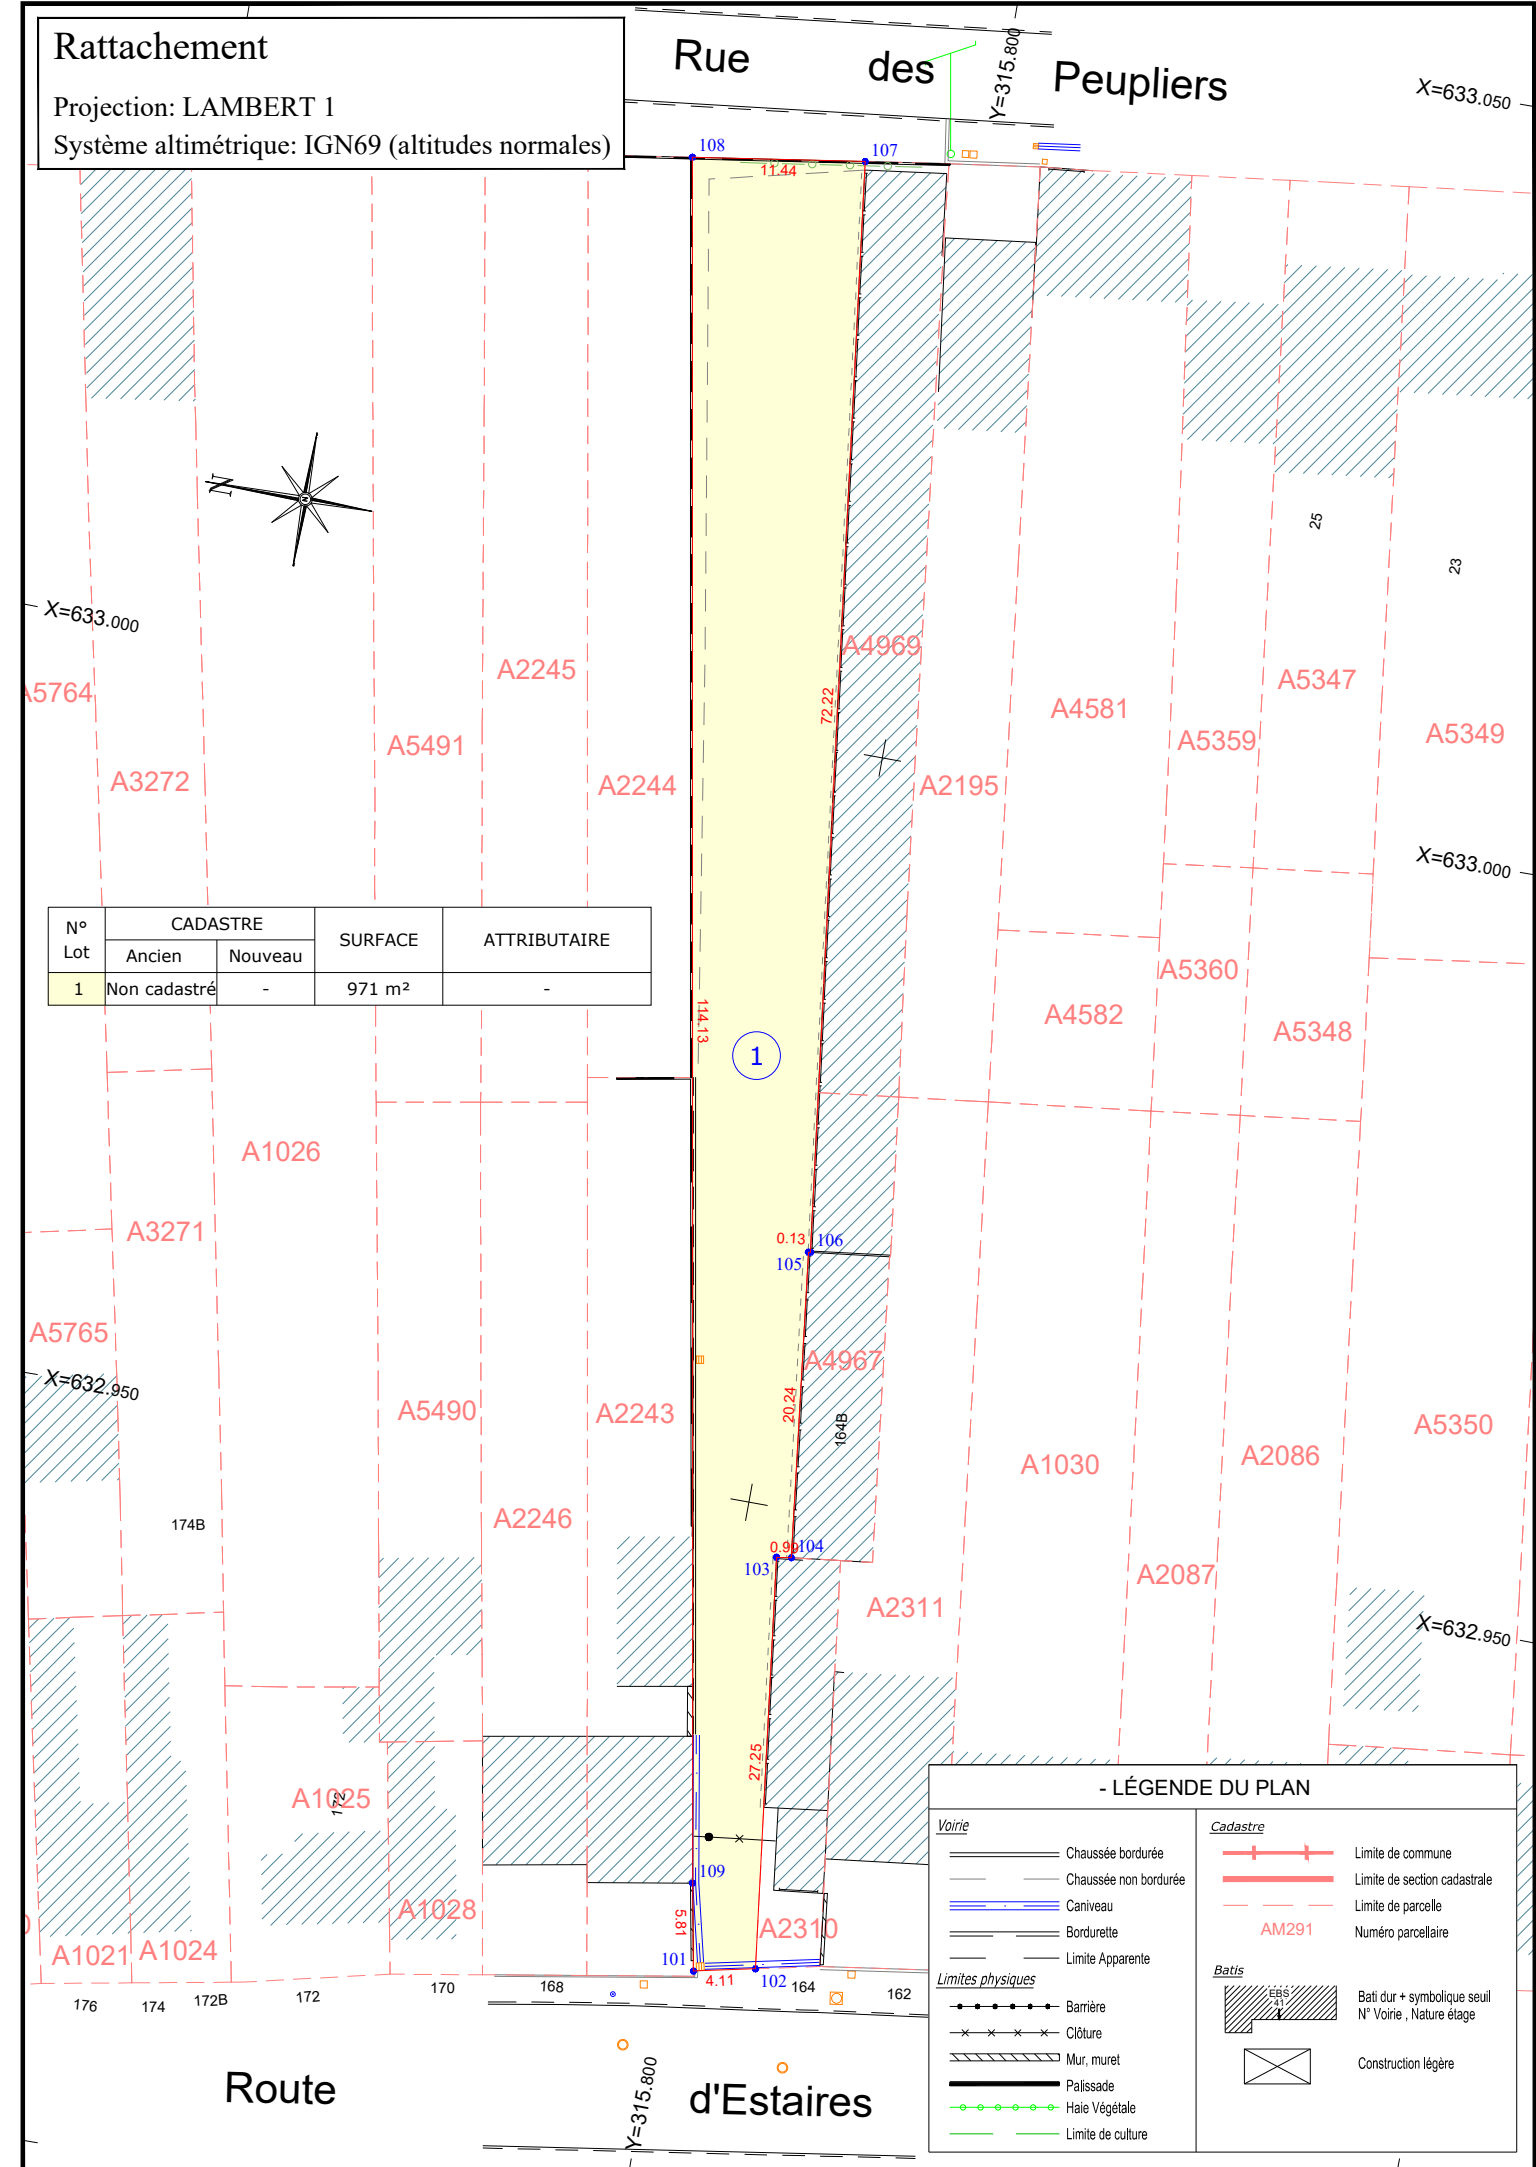 Rattachement
Projection: LAMBERT 1
Système altimétrique: IGN69 (altitudes normales)
Rue des Peupliers
Y=315.800
X=633.050
108
107
11.44
N
X=633.000
25
23
A4969
A2245
A5347
A5764
72.22
A4581
A5349
A5491
A5359
A3272
A2244
A2195
X=633.000
N° Lot
CADASTRE
SURFACE
ATTRIBUTAIRE
Ancien
Nouveau
1
Non cadastré
-
971 m²
-
A5360
114.13
A4582
A5348
1
A1026
A3271
0.13
106
105
A5765
A4967
X=632.950
20.24
A5490
A2243
164B
A5350
A1030
A2086
174B
A2246
0.99
104
103
A2087
A2311
X=632.950
27.25
A1025
172
109
A1028
5.81
A2310
A1021
A1024
101
4.11
102
176
174
172B
172
170
168
164
162
Route d'Estaires
Y=315.800
- LÉGENDE DU PLAN
Voirie
Chaussée bordurée
Chaussée non bordurée
Caniveau
Bordurette
Limite Apparente
Limites physiques
Barrière
Clôture
Mur, muret
Palissade
Haie Végétale
Limite de culture
Cadastre
Limite de commune
Limite de section cadastrale
Limite de parcelle
AM291
Numéro parcellaire
Batis
EBS
41
Bati dur + symbolique seuil
N° Voirie , Nature étage
Construction légère